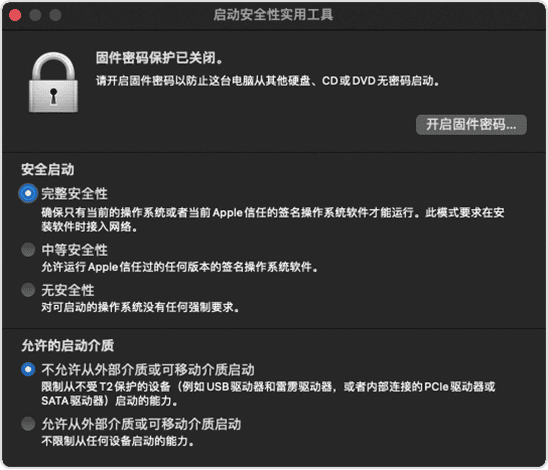 启动安全性实用工具
固件密码保护已关闭。
请开启固件密码以防止这台电脑从其他硬盘、CD或DVD无密码启动。
开启固件密码...
安全启动
完整安全性
确保只有当前的操作系统或者当前Apple信任的签名操作系统软件才能运行。此模式要求在安
装软件时接入网络。
中等安全性
允许运行Apple信任过的任何版本的签名操作系统软件。
无安全性
对可启动的操作系统没有任何强制要求。
允许的启动介质
不允许从外部介质或可移动介质启动
限制从不受T2保护的设备（例如USB驱动器和雷雳驱动器，或者内部连接的PCIe驱动器或
SATA驱动器）启动的能力。
允许从外部介质或可移动介质启动
不限制从任何设备启动的能力。